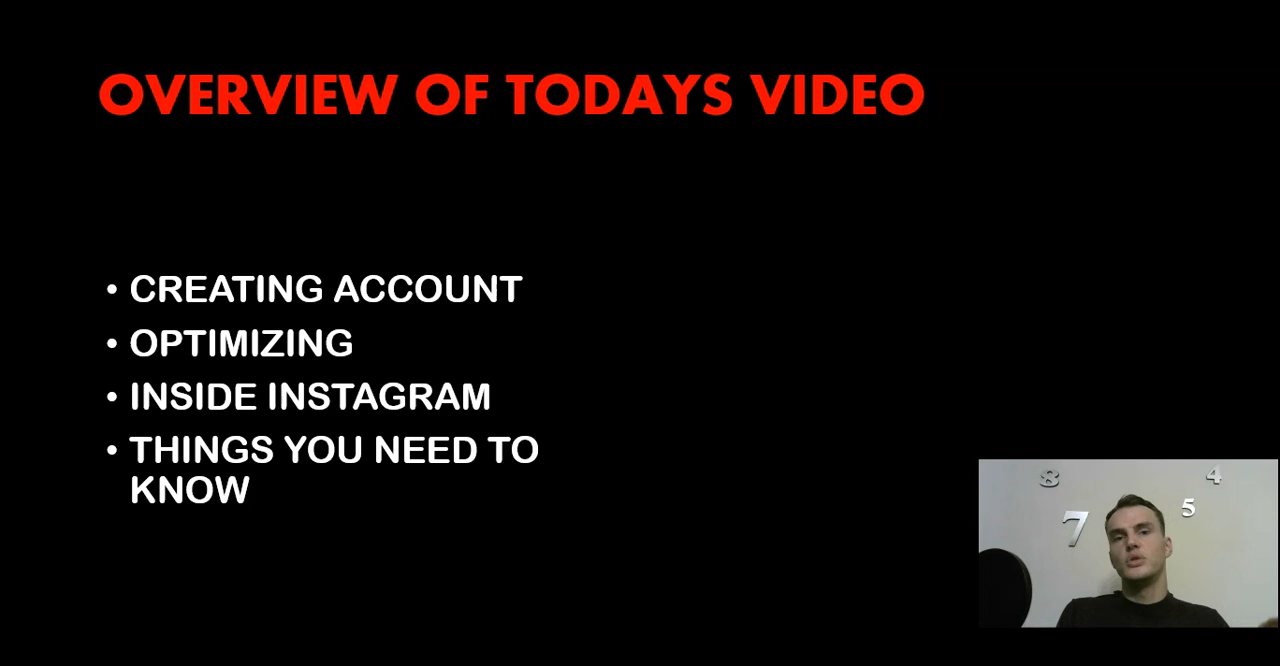 OVERVIEW OF TODAYS VIDEO
• CREATING ACCOUNT
• OPTIMIZING
• INSIDE INSTAGRAM
• THINGS YOU NEED TO
KNOW
8
4
5
7